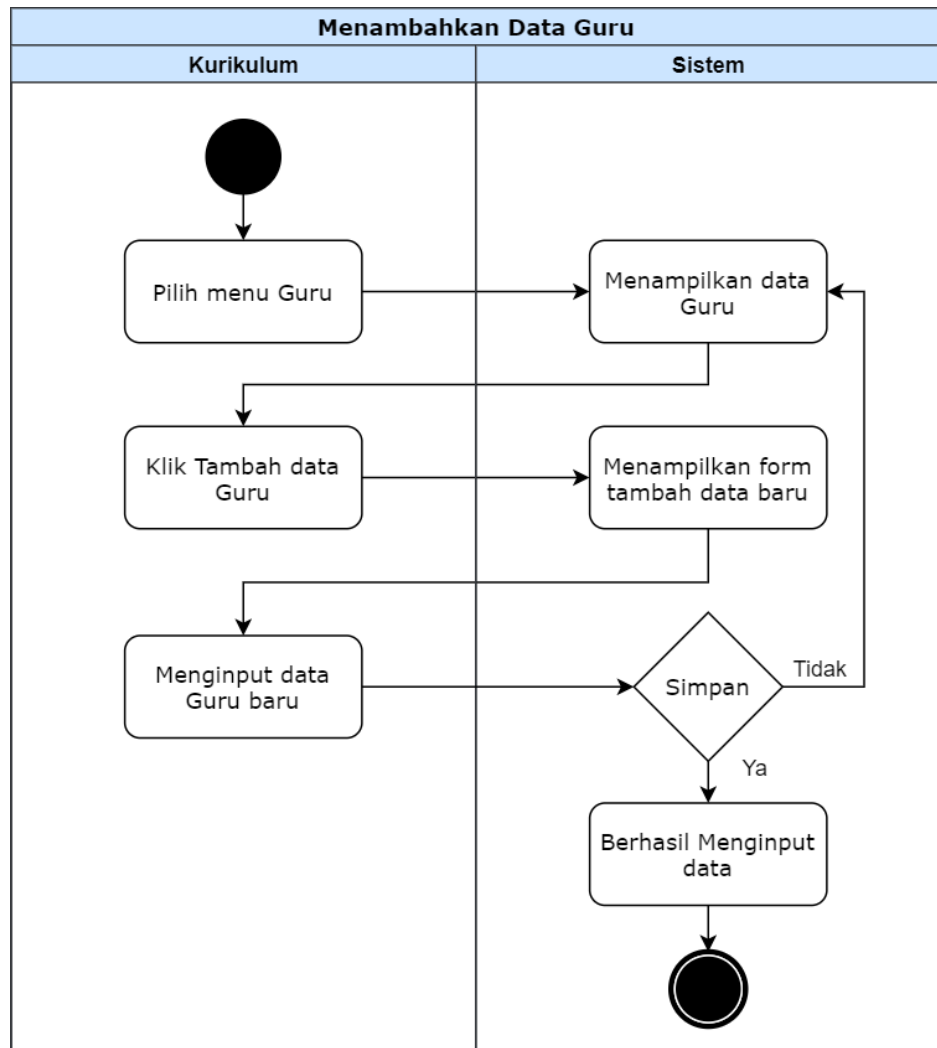 Menambahkan Data Guru
Kurikulum
Sistem
Pilih menu Guru
Menampilkan data
Guru
Klik Tambah data
Guru
Menampilkan form
tambah data baru
Menginput data
Guru baru
Simpan
Tidak
Ya
Berhasil Menginput
data